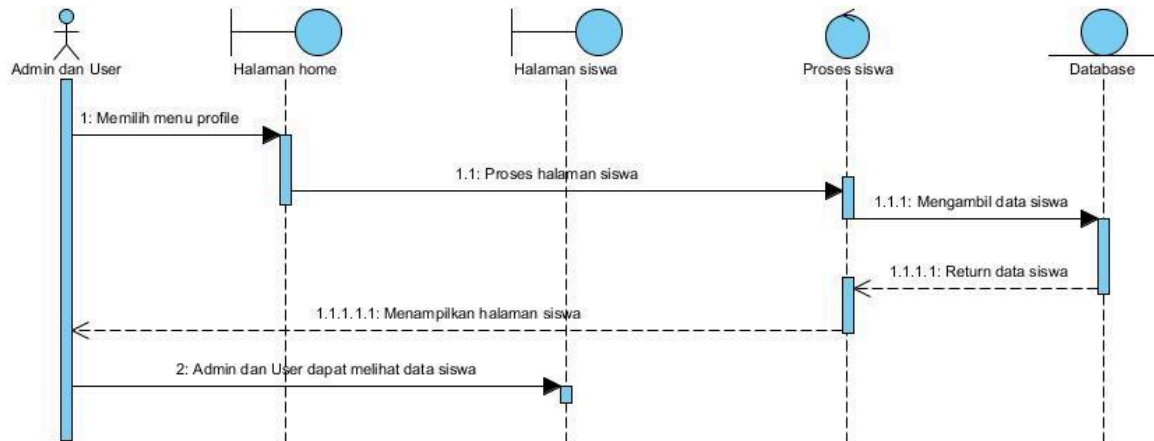 Admin dan User
Halaman home
Halaman siswa
Proses siswa
Database
1: Memilih menu profile
1.1: Proses halaman siswa
1.1.1: Mengambil data siswa
1.1.1.1: Return data siswa
1.1.1.1.1: Menampilkan halaman siswa
2: Admin dan User dapat melihat data siswa